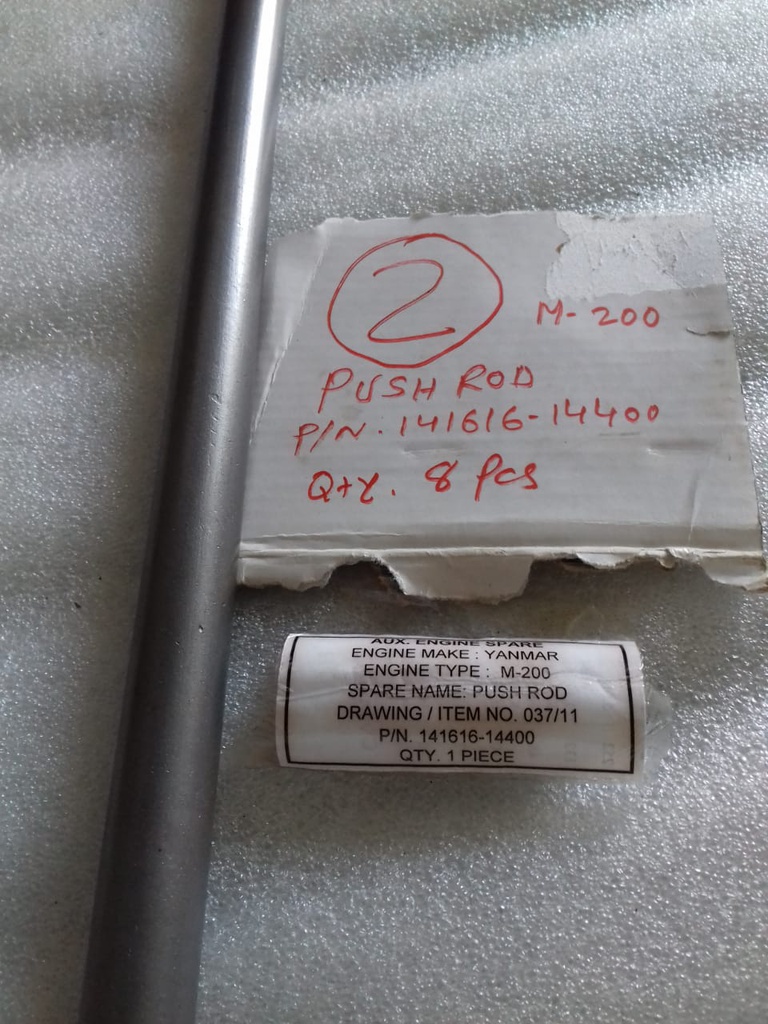 2
M-200
PUSH ROD
P/N. 141616-14400
Qty. 8 Pcs
AUX. ENGINE SPARE
ENGINE MAKE : YANMAR
ENGINE TYPE : M-200
SPARE NAME: PUSH ROD
DRAWING / ITEM NO. 037/11
P/N. 141616-14400
QTY. 1 PIECE